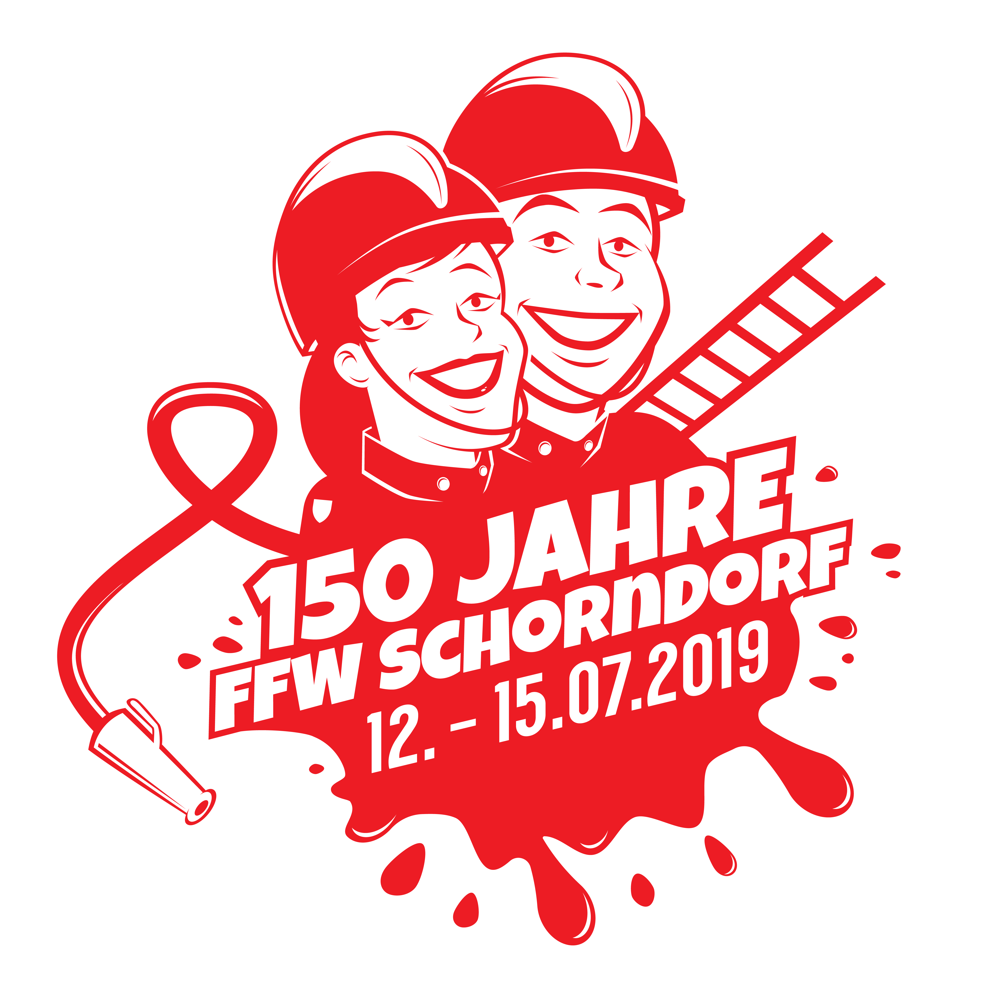 150 JAHRE
FFW SCHORNDORF
12. – 15.07.2019